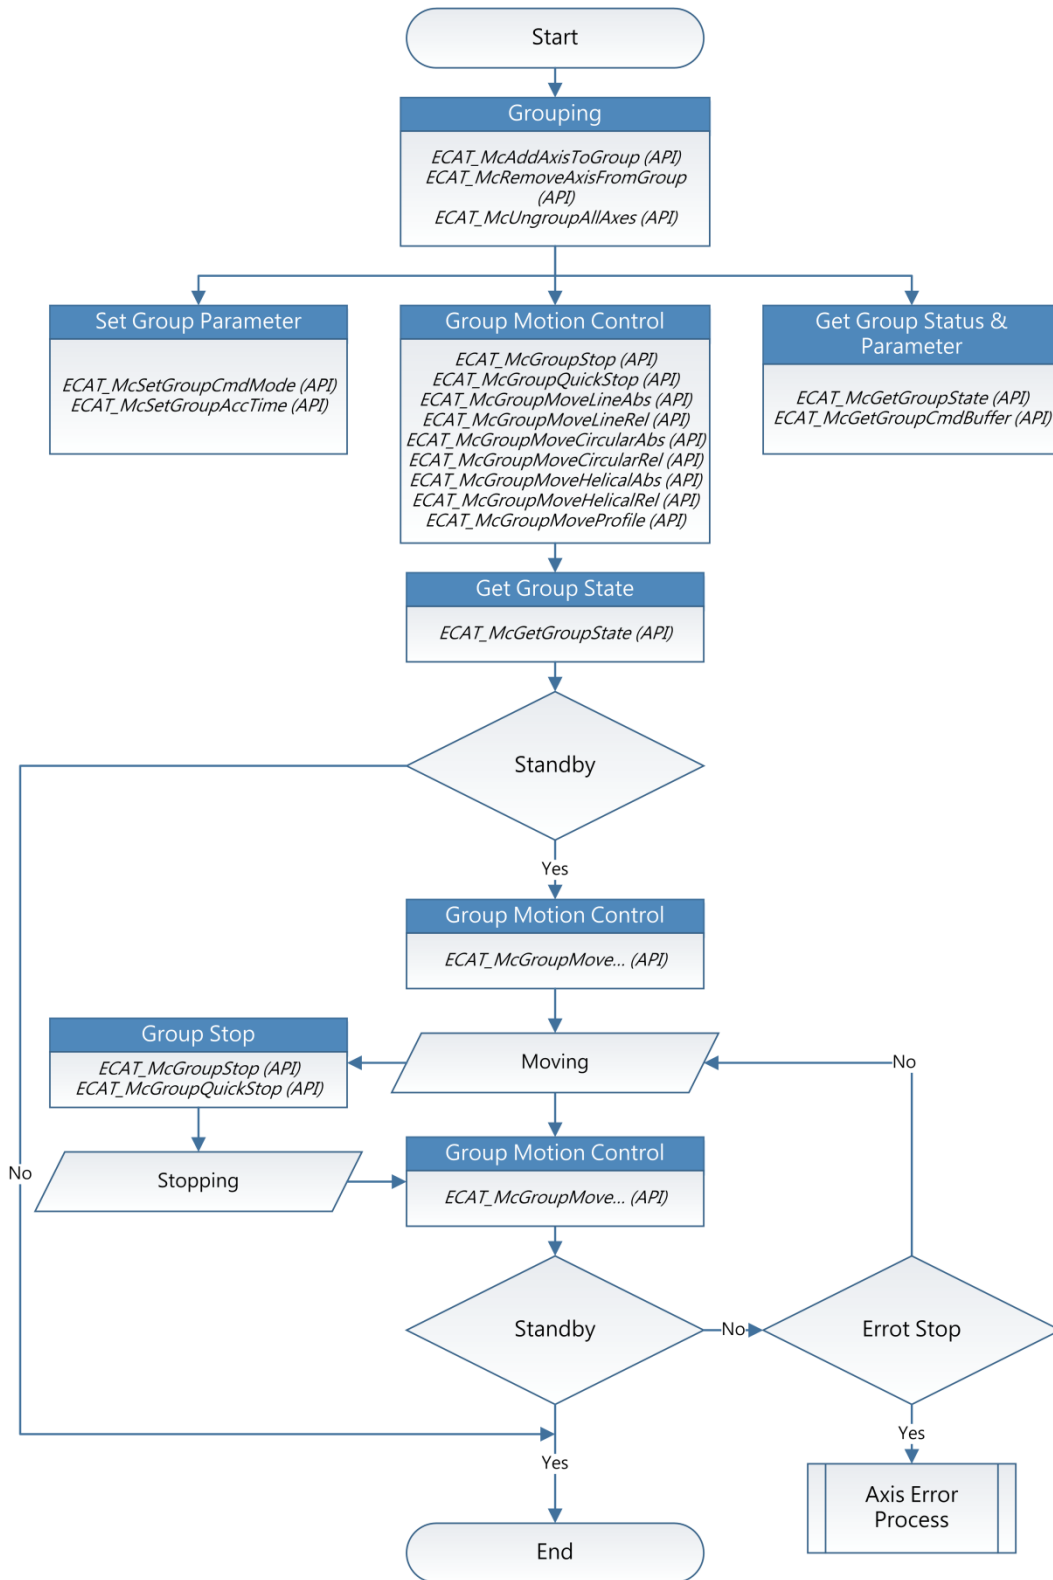 Start
Grouping
ECAT_McAddAxisToGroup (API)
ECAT_McRemoveAxisFromGroup
(API)
ECAT_McUngroupAllAxes (API)
Set Group Parameter
ECAT_McSetGroupCmdMode (API)
ECAT_McSetGroupAccTime (API)
Group Motion Control
ECAT_McGroupStop (API)
ECAT_McGroupQuickStop (API)
ECAT_McGroupMoveLineAbs (API)
ECAT_McGroupMoveLineRel (API)
ECAT_McGroupMoveCircularAbs (API)
ECAT_McGroupMoveCircularRel (API)
ECAT_McGroupMoveHelicalAbs (API)
ECAT_McGroupMoveHelicalRel (API)
ECAT_McGroupMoveProfile (API)
Get Group Status &
Parameter
ECAT_McGetGroupState (API)
ECAT_McGetGroupCmdBuffer (API)
Get Group State
ECAT_McGetGroupState (API)
Standby
Yes
Group Motion Control
ECAT_McGroupMove... (API)
Group Stop
ECAT_McGroupStop (API)
ECAT_McGroupQuickStop (API)
Moving
No
No
Stopping
Group Motion Control
ECAT_McGroupMove... (API)
Standby
No
Errot Stop
Yes
Yes
Axis Error
Process
End